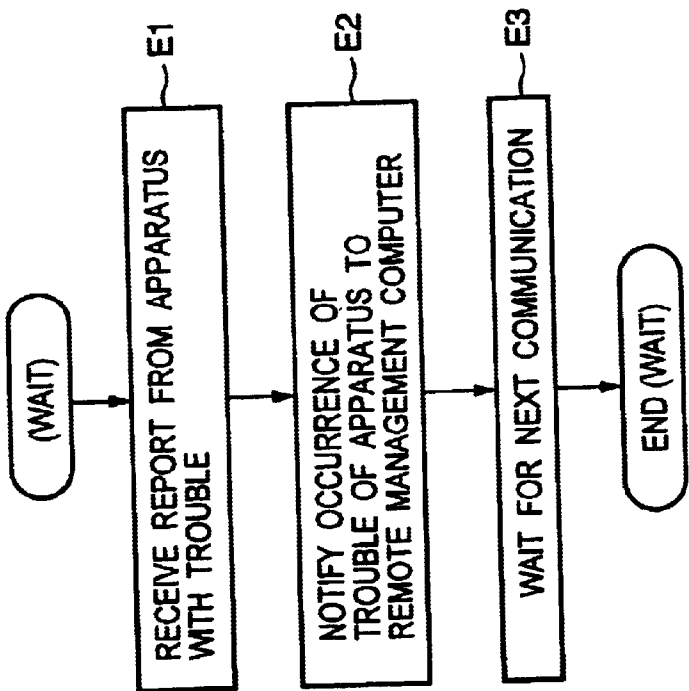 (WAIT)
RECEIVE REPORT FROM APPARATUS
WITH TROUBLE
E1
NOTIFY OCCURRENCE OF
TROUBLE OF APPARATUS TO
REMOTE MANAGEMENT COMPUTER
E2
WAIT FOR NEXT COMMUNICATION
E3
END (WAIT)